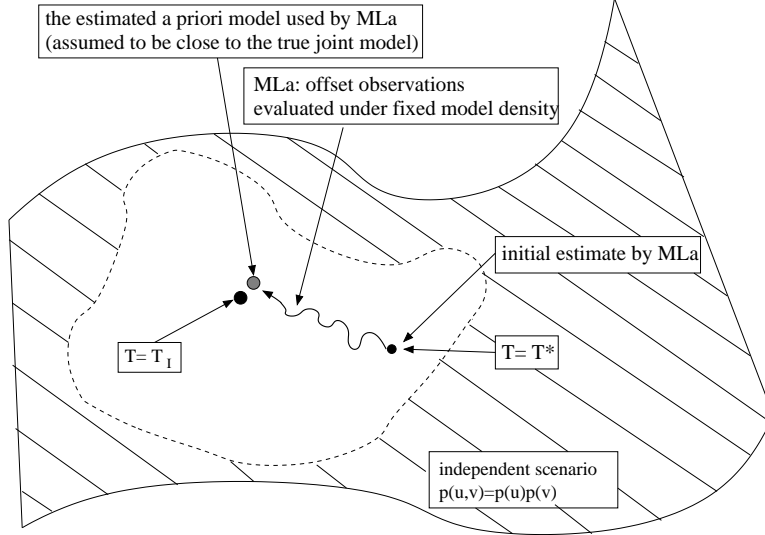 the estimated a priori model used by MLa
(assumed to be close to the true joint model)
MLa: offset observations
evaluated under fixed model density
initial estimate by MLa
T= T I
T= T*
independent scenario
p(u,v)=p(u)p(v)